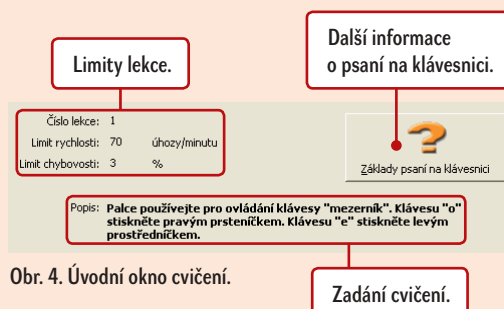 Limity lekce.
Další informace
o psaní na klávesnici.
Číslo lekce: 1
Limit rychlosti: 70 úhozy/minutu
Limit chybovosti: 3 %
Základy psaní na klávesnici
Popis: Palce používejte pro ovládání klávesy "mezerník". Klávesu "o"
stiskněte pravým prsteníčkem. Klávesu "e" stiskněte levým
prostředníčkem.
Obr. 4. Úvodní okno cvičení.
Zadání cvičení.